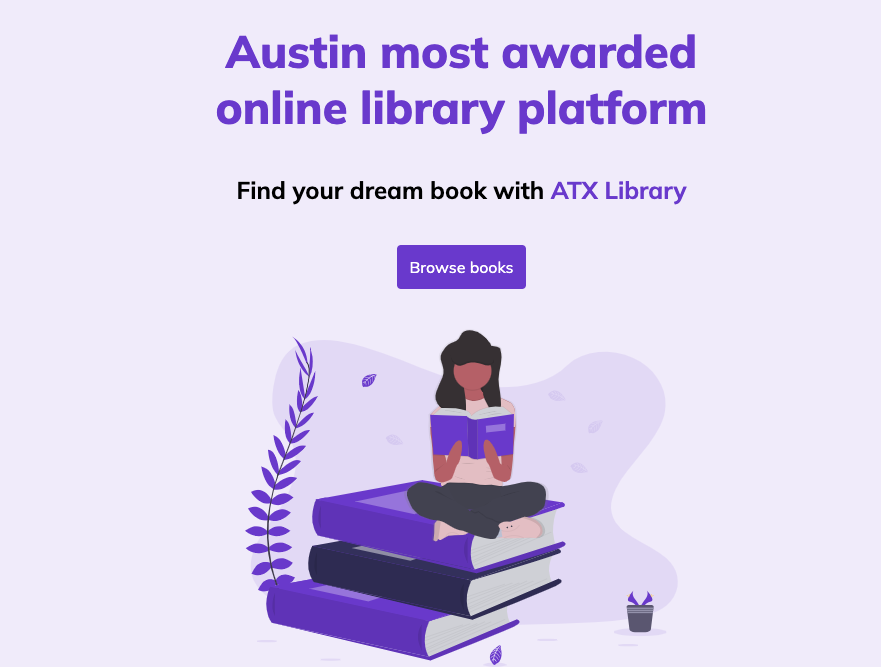 Austin most awarded
online library platform
Find your dream book with ATX Library
Browse books